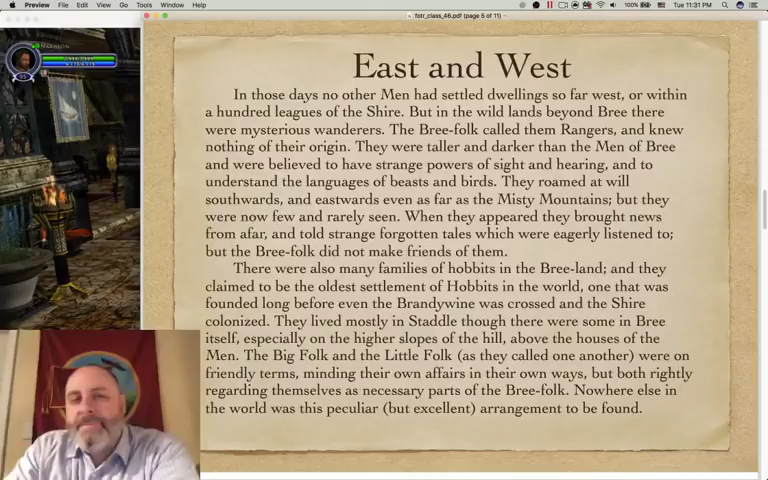 Preview File Edit View Go Tools Window Help
100% Tue 11:31 PM
fotr_class_46.pdf (page 5 of 11)
East and West
In those days no other Men had settled dwellings so far west, or within
a hundred leagues of the Shire. But in the wild lands beyond Bree there
were mysterious wanderers. The Bree-folk called them Rangers, and knew
nothing of their origin. They were taller and darker than the Men of Bree
and were believed to have strange powers of sight and hearing, and to
understand the languages of beasts and birds. They roamed at will
southwards, and eastwards even as far as the Misty Mountains; but they
were now few and rarely seen. When they appeared they brought news
from afar, and told strange forgotten tales which were eagerly listened to;
but the Bree-folk did not make friends of them.
There were also many families of hobbits in the Bree-land; and they
claimed to be the oldest settlement of Hobbits in the world, one that was
founded long before even the Brandywine was crossed and the Shire
colonized. They lived mostly in Staddle though there were some in Bree
itself, especially on the higher slopes of the hill, above the houses of the
Men. The Big Folk and the Little Folk (as they called one another) were on
friendly terms, minding their own affairs in their own ways, but both rightly
regarding themselves as necessary parts of the Bree-folk. Nowhere else in
the world was this peculiar (but excellent) arrangement to be found.